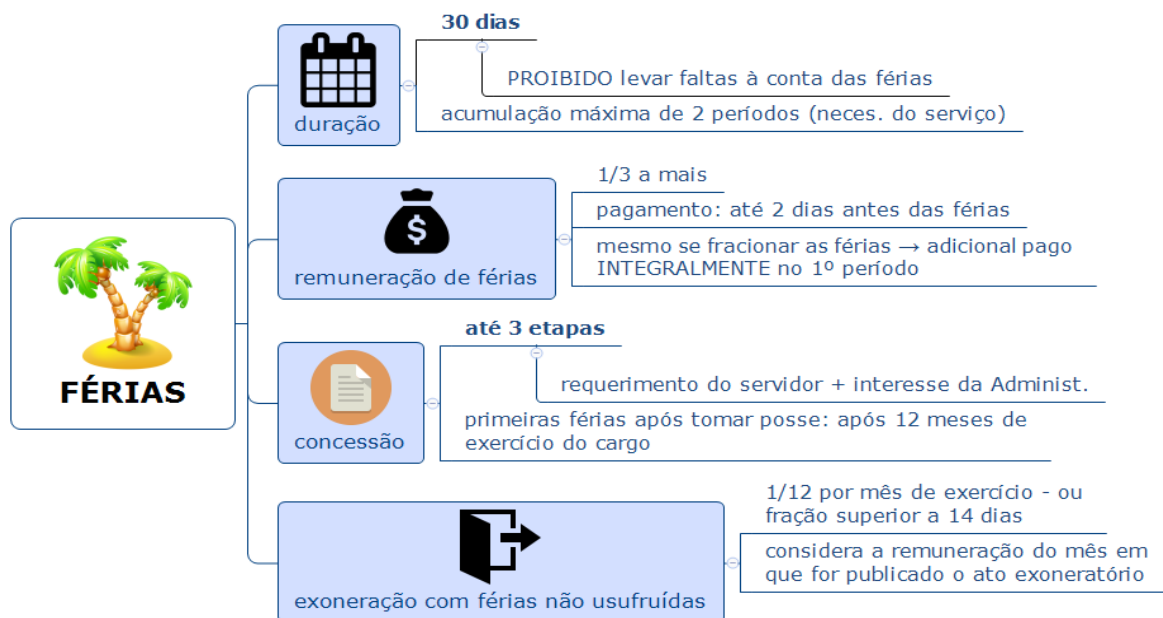 FÉRIAS
duração
30 dias
PROIBIDO levar faltas à conta das férias
acumulação máxima de 2 períodos (neces. do serviço)
$
remuneração de férias
1/3 a mais
pagamento: até 2 dias antes das férias
mesmo se fracionar as férias → adicional pago
INTEGRALMENTE no 1º período
concessão
até 3 etapas
requerimento do servidor + interesse da Administ.
primeiras férias após tomar posse: após 12 meses de
exercício do cargo
exoneração com férias não usufruídas
1/12 por mês de exercício - ou
fração superior a 14 dias
considera a remuneração do mês em
que for publicado o ato exoneratório